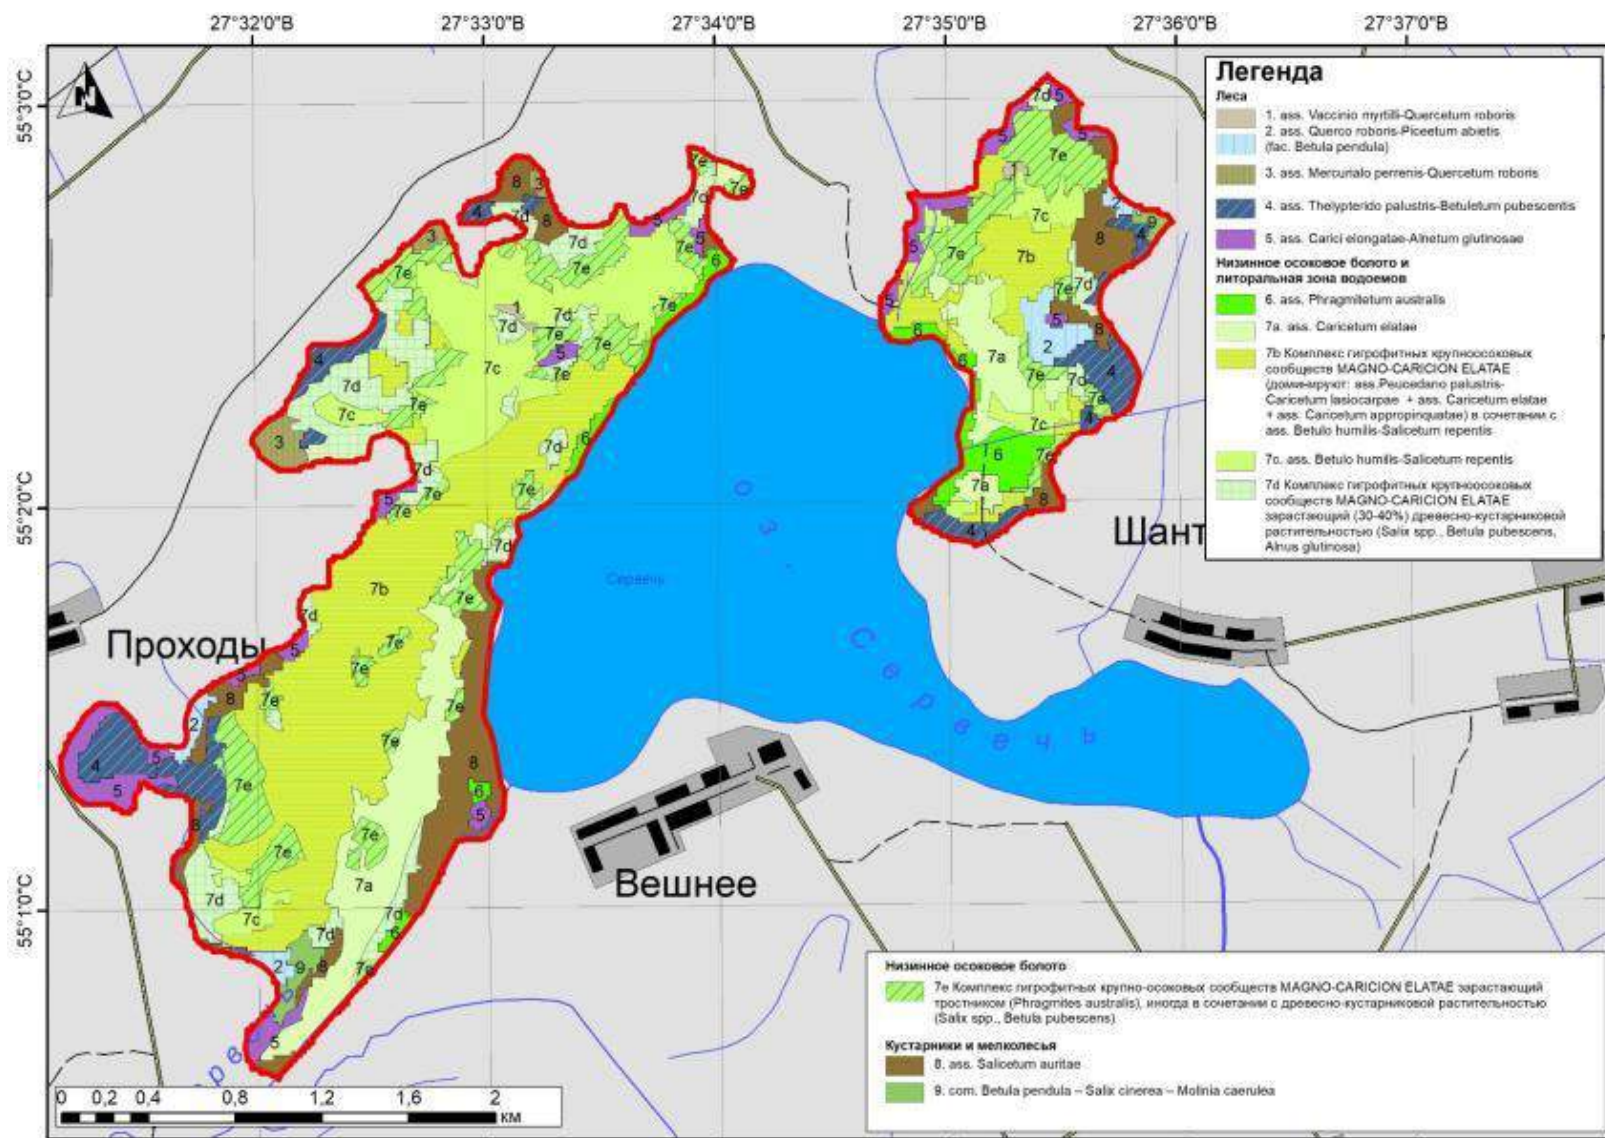 27°32'0"В 27°33'0"В 27°34'0"В 27°35'0"В 27°36'0"В 27°37'0"В
55°3'0"С
55°2'0"С
55°1'0"С
N
Легенда
Леса
1. ass. Vaccinio myrtilli-Quercetum roboris
2. ass. Querco roboris-Piceetum abietis
(fac. Betula pendula)
3. ass. Mercurialo perrenis-Quercetum roboris
4. ass. Thelypterido palustris-Betuletum pubescentis
5. ass. Carici elongatae-Alnetum glutinosae
Низинное осоковое болото и
литоральная зона водоемов
6. ass. Phragmitetum australis
7a. ass. Caricetum elatae
7b Комплекс гигрофитных крупноосоковых
сообществ MAGNO-CARICION ELATAE
(доминируют: ass.Peucedano palustris-
Caricetum lasiocarpae + ass. Caricetum elatae
+ ass. Caricetum appropinquatae) в сочетании с
ass. Betulo humilis-Salicetum repentis
7c. ass. Betulo humilis-Salicetum repentis
7d Комплекс гигрофитных крупноосоковых
сообществ MAGNO-CARICION ELATAE
зарастающий (30-40%) древесно-кустарниковой
растительностью (Salix spp., Betula pubescens,
Alnus glutinosa)
Шант
Проходы
Вешнее
Сервечь
оз. Сервечь
Низинное осоковое болото
7e Комплекс гигрофитных крупно-осоковых сообществ MAGNO-CARICION ELATAE зарастающий
тростником (Phragmites australis), иногда в сочетании с древесно-кустарниковой растительностью
(Salix spp., Betula pubescens)
Кустарники и мелколесья
8. ass. Salicetum auritae
9. com. Betula pendula – Salix cinerea – Molinia caerulea
0 0,2 0,4 0,8 1,2 1,6 2
км